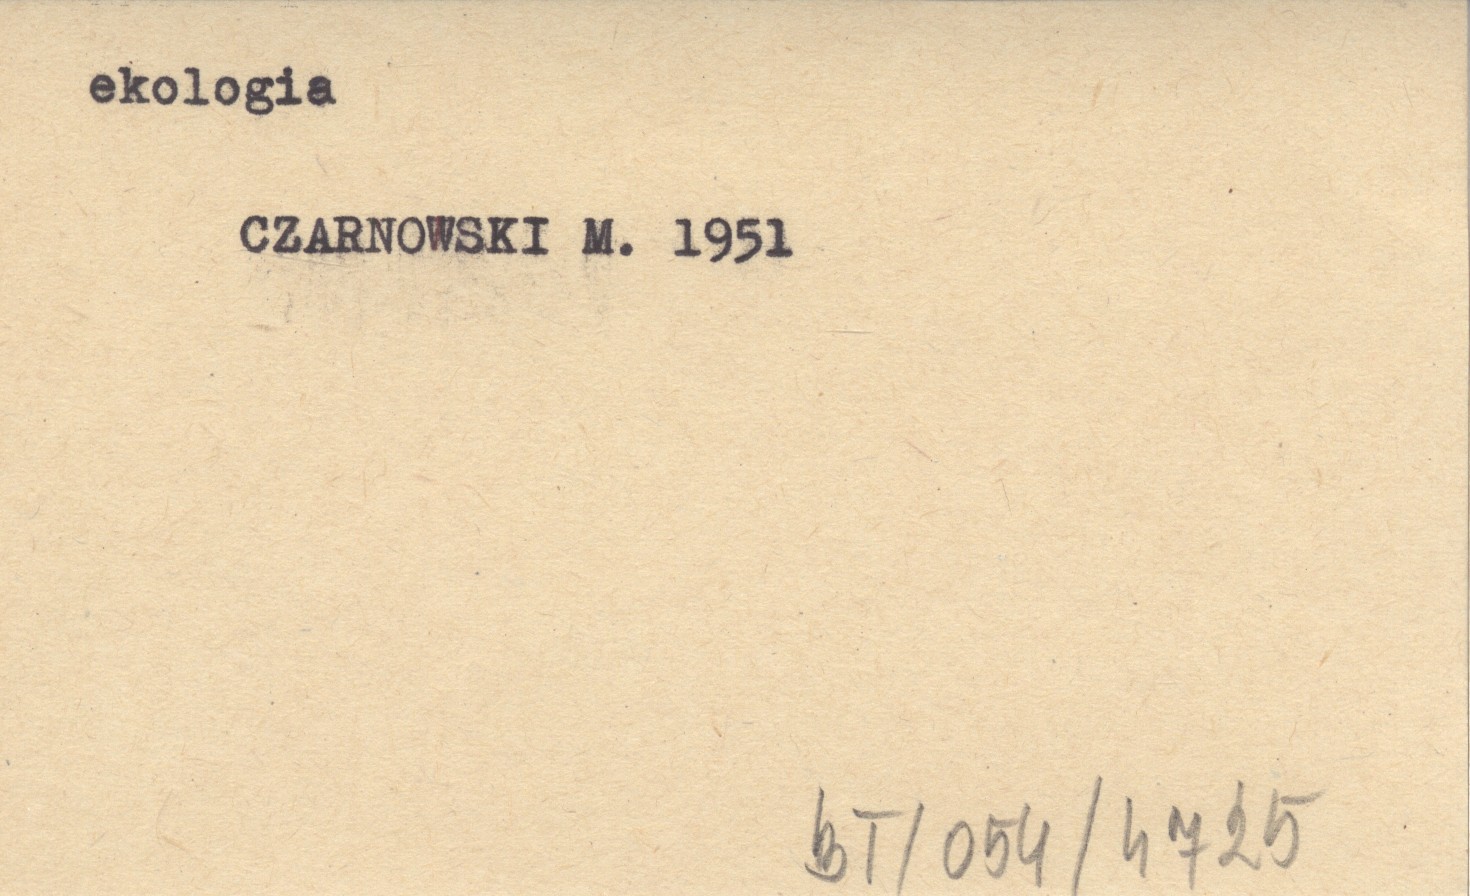 ekologia
CZARNOWSKI M. 1951
BT/054/4725